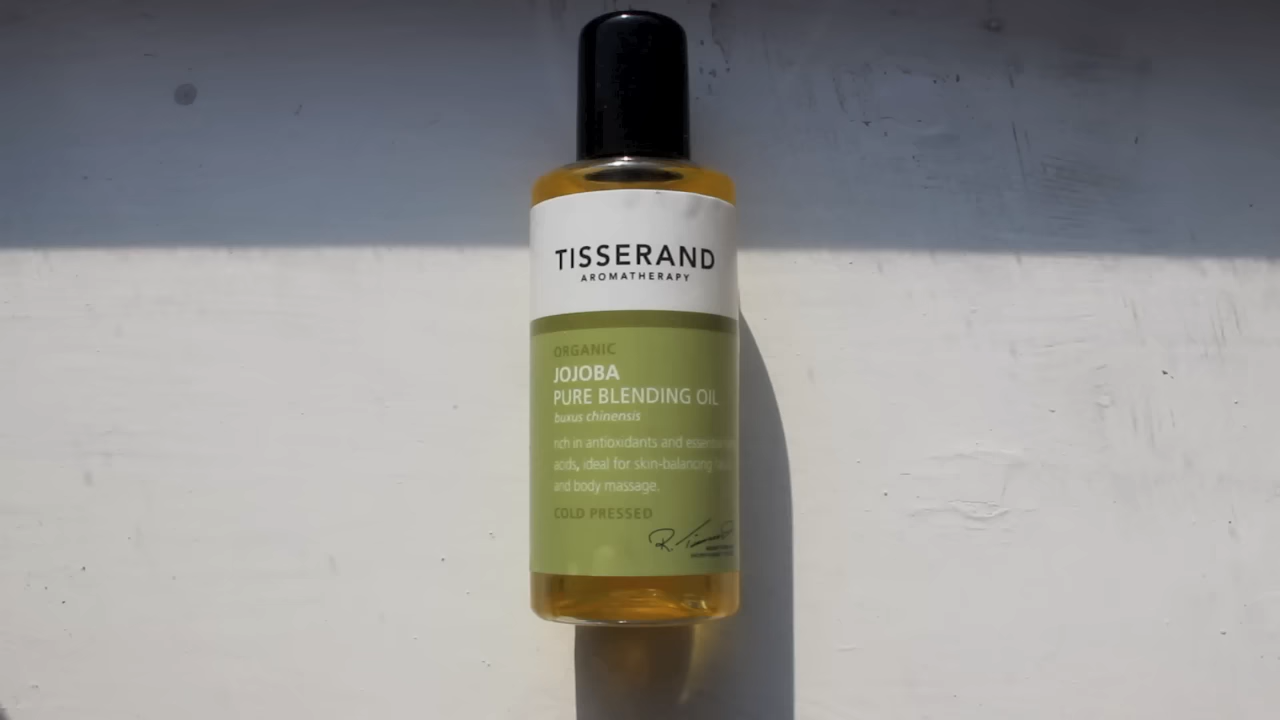 TISSERAND
AROMATHERAPY
ORGANIC
JOJOBA
PURE BLENDING OIL
buxus chinensis
rich in antioxidants and
acids, ideal for skin-balancing
and body massage.
COLD PRESSED